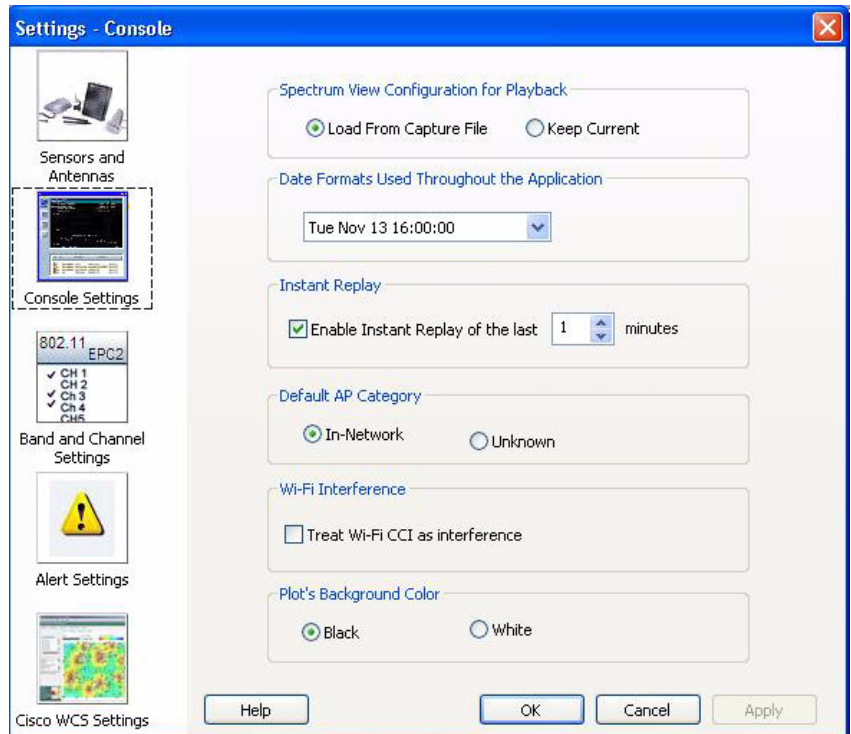 Settings - Console
Sensors and
Antennas
Console Settings
802.11
EPC2
CH 1
CH 2
Ch 3
Ch 4
CH5
Band and Channel
Settings
Alert Settings
Cisco WCS Settings
Spectrum View Configuration for Playback
Load From Capture File
Keep Current
Date Formats Used Throughout the Application
Tue Nov 13 16:00:00
Instant Replay
Enable Instant Replay of the last 1 minutes
Default AP Category
In-Network
Unknown
Wi-Fi Interference
Treat Wi-Fi CCI as interference
Plot's Background Color
Black
White
Help
OK
Cancel
Apply